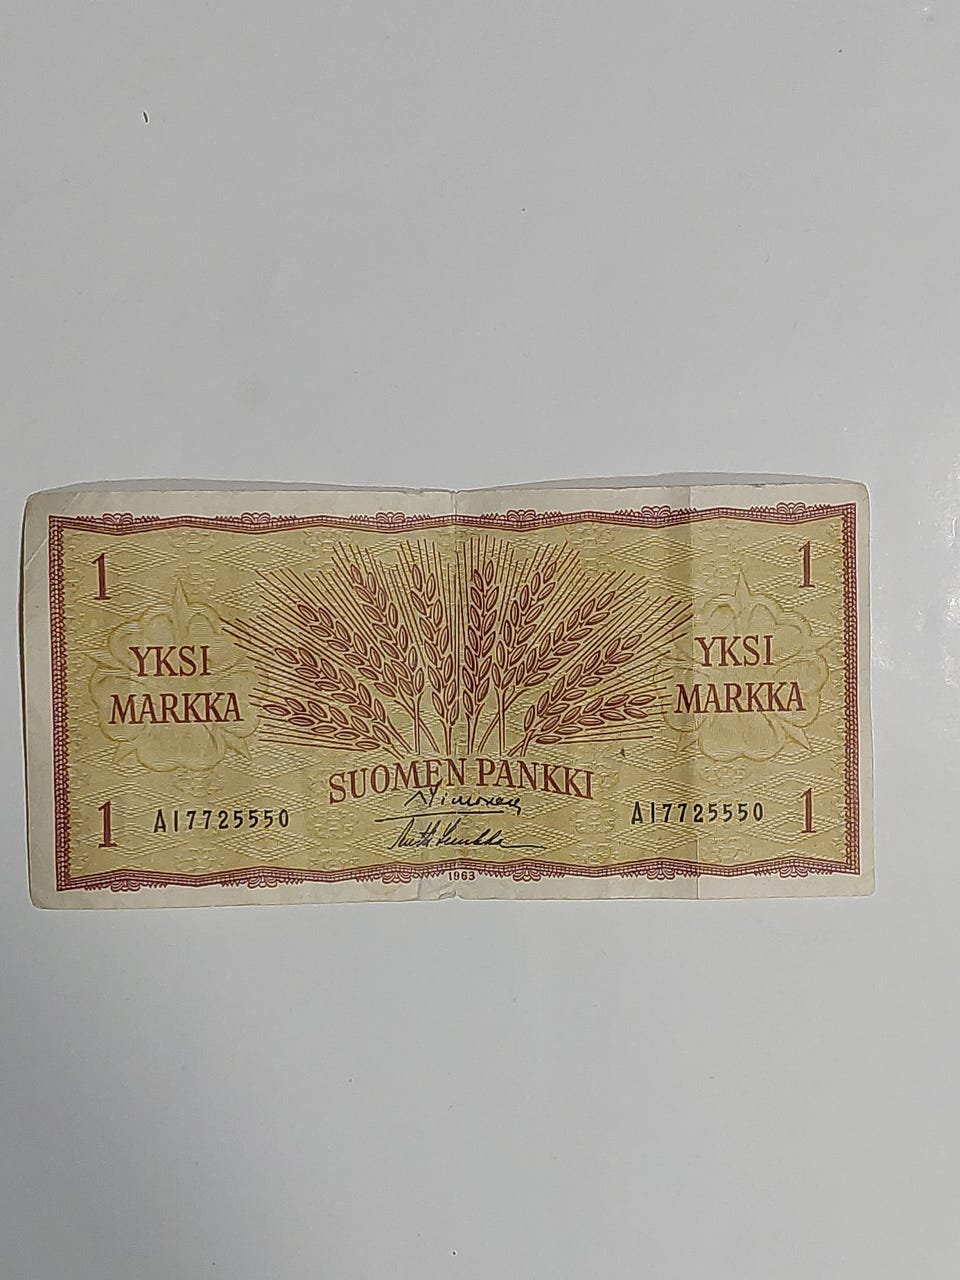 1 1
YKSI MARKKA
YKSI MARKKA
SUOMEN PANKKI
1 A17725550 A17725550 1
1963